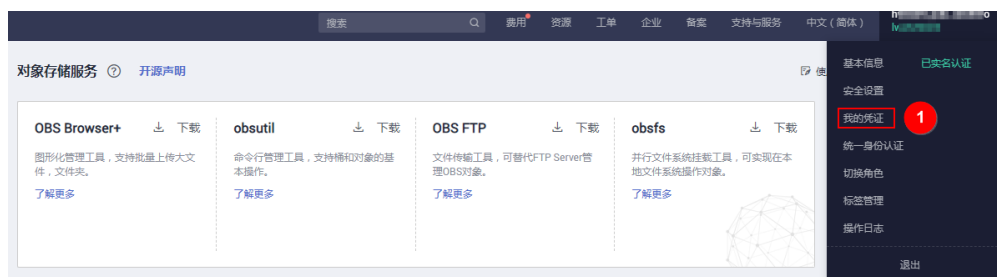 搜索
费用
资源
工单
企业
备案
支持与服务
中文（简体）
对象存储服务
?
开源声明
使
OBS Browser+
下载
图形化管理工具，支持批量上传大文
件，文件夹。
了解更多
obsutil
下载
命令行管理工具，支持桶和对象的基
本操作。
了解更多
OBS FTP
下载
文件传输工具，可替代FTP Server管
理OBS对象。
了解更多
obsfs
下载
并行文件系统挂载工具，可实现在本
地文件系统操作对象。
了解更多
基本信息
已实名认证
安全设置
我的凭证
1
统一身份认证
切换角色
标签管理
操作日志
退出